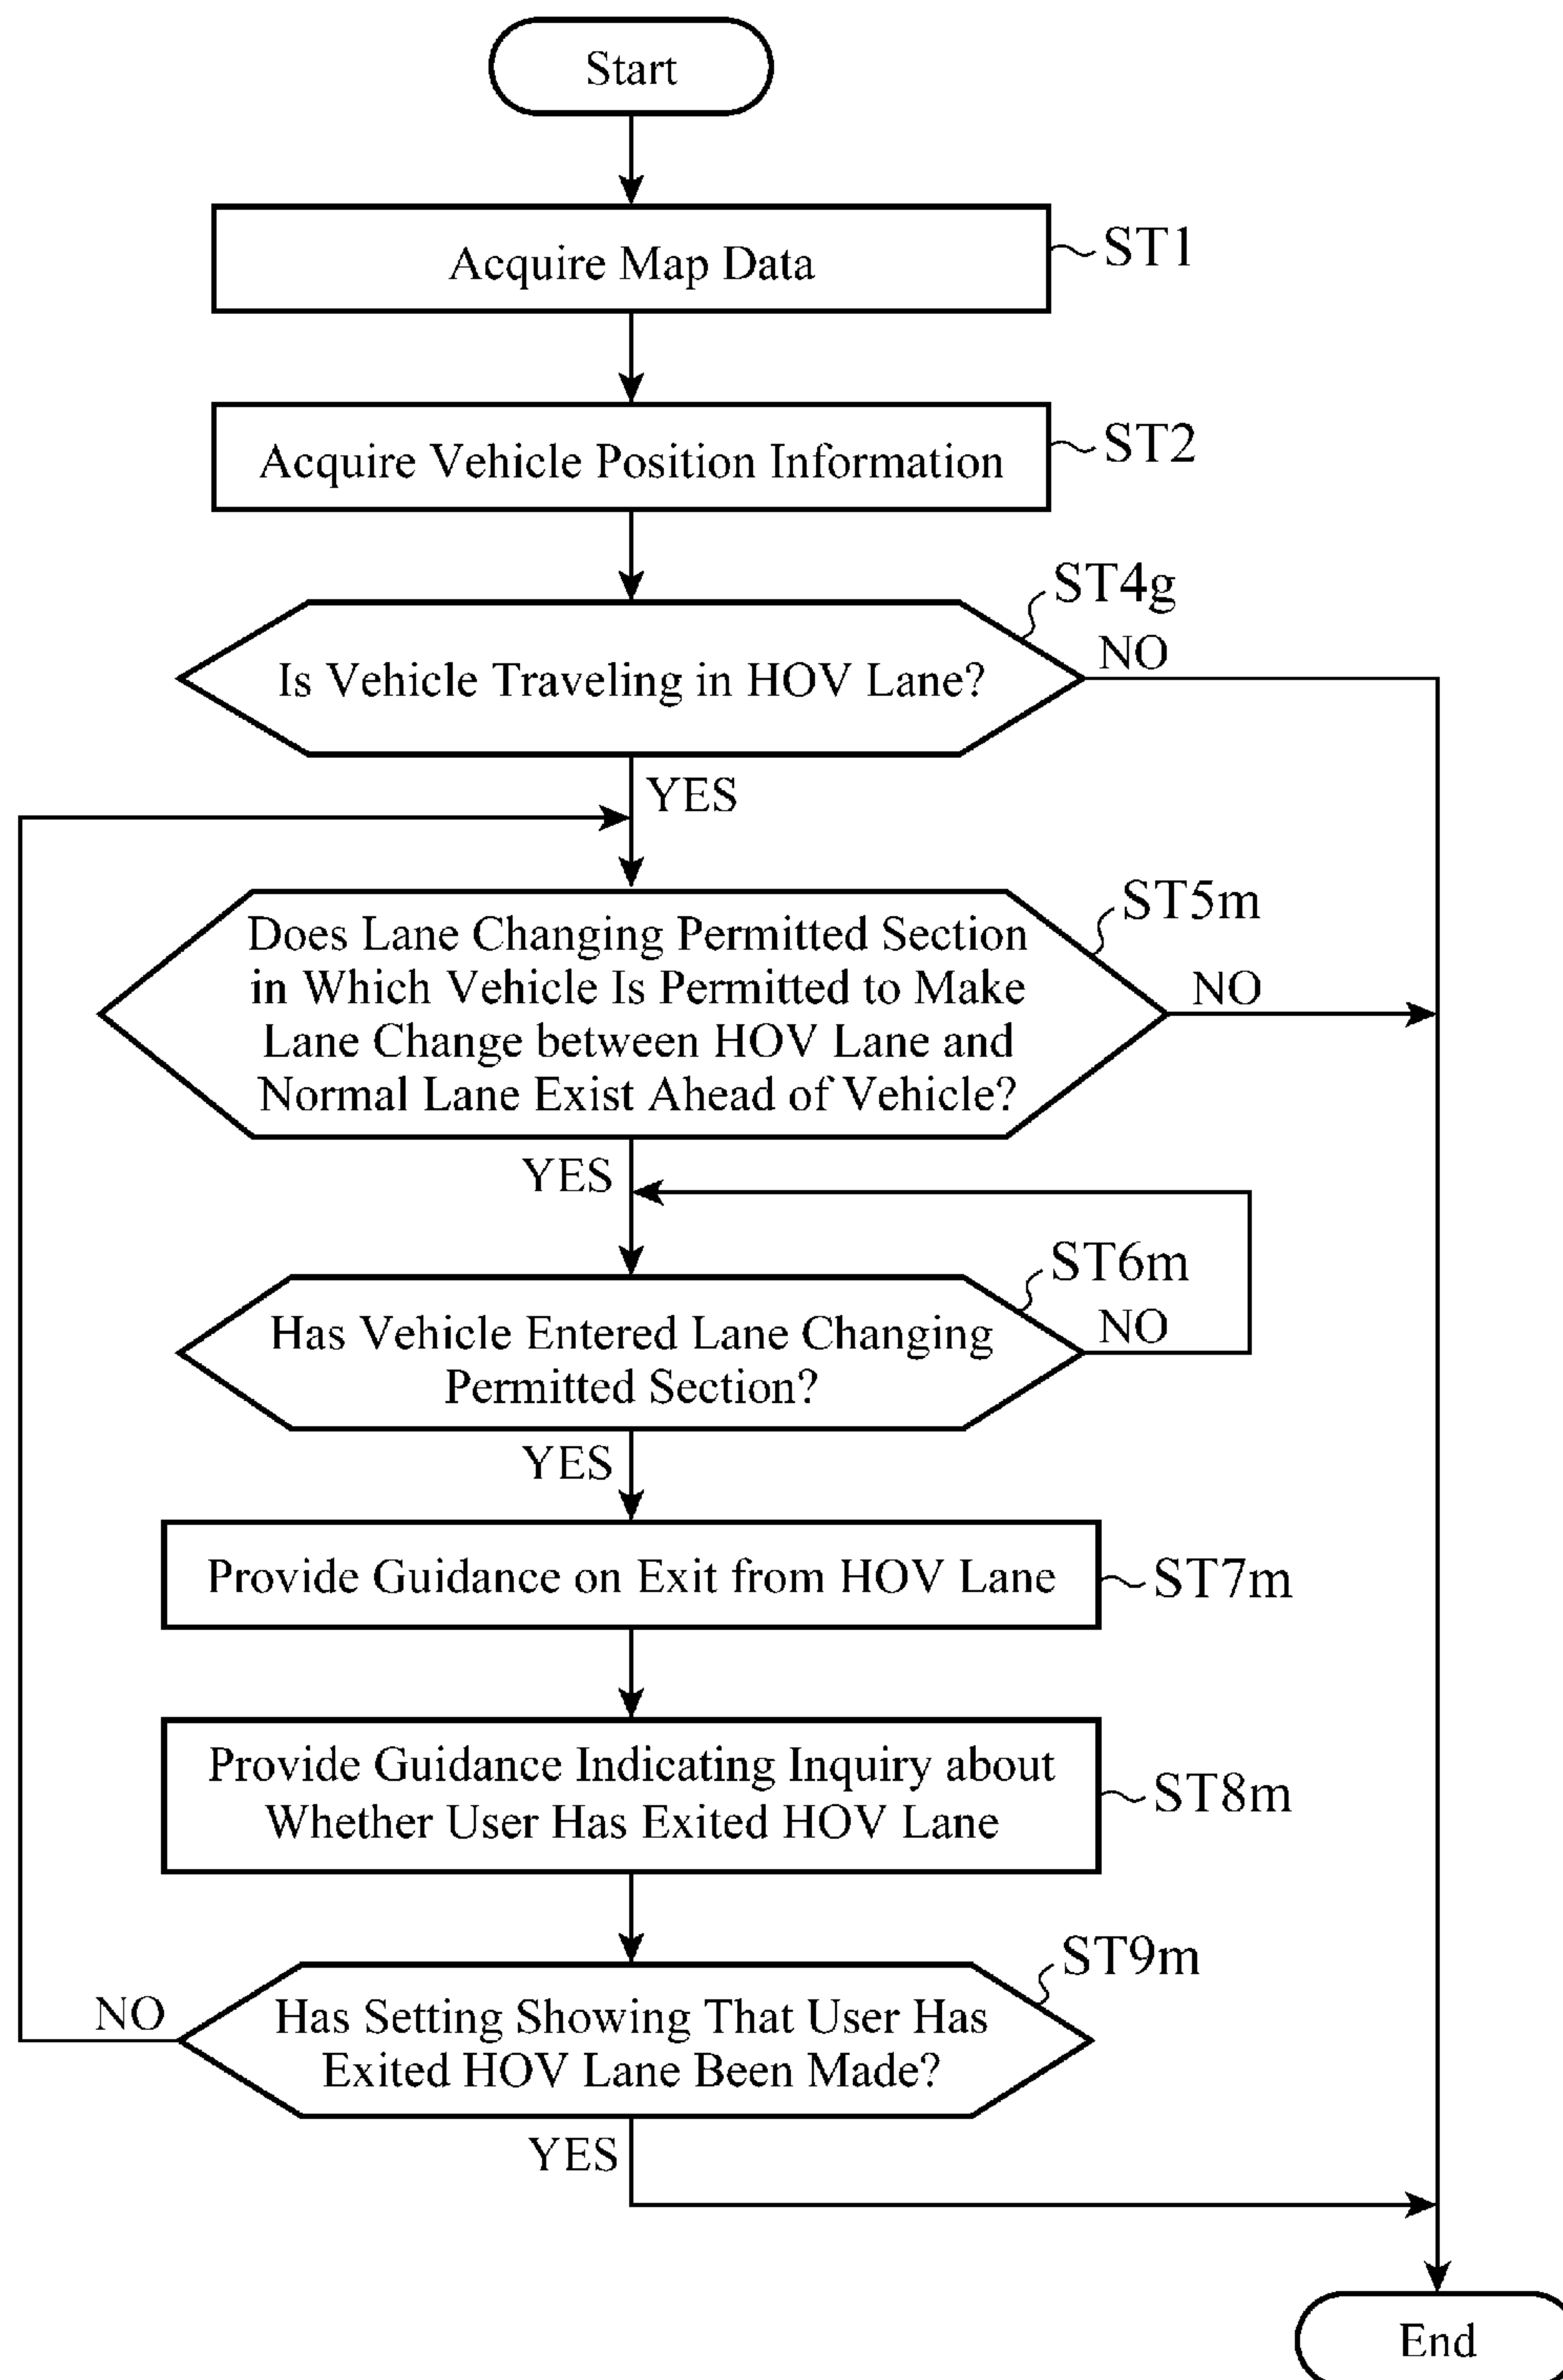 Start
Acquire Map Data
ST1
Acquire Vehicle Position Information
ST2
ST4g
Is Vehicle Traveling in HOV Lane?
NO
YES
ST5m
Does Lane Changing Permitted Section
in Which Vehicle Is Permitted to Make
Lane Change between HOV Lane and
Normal Lane Exist Ahead of Vehicle?
NO
YES
ST6m
Has Vehicle Entered Lane Changing
Permitted Section?
NO
YES
Provide Guidance on Exit from HOV Lane
ST7m
Provide Guidance Indicating Inquiry about
Whether User Has Exited HOV Lane
ST8m
ST9m
Has Setting Showing That User Has
Exited HOV Lane Been Made?
NO
YES
End